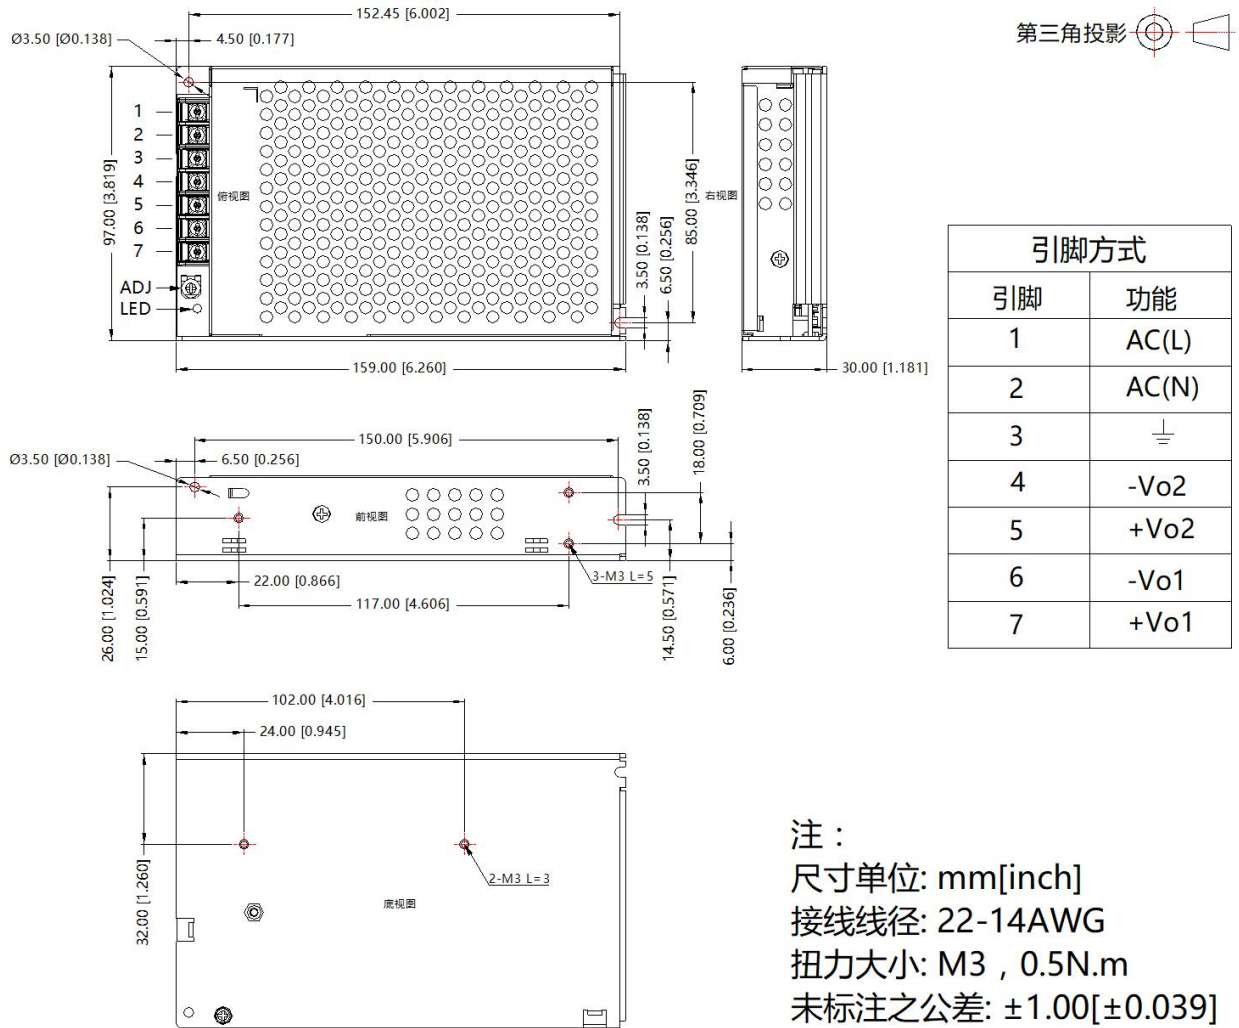 152.45 [6.002]
第三角投影
Ø3.50 [Ø0.138]
4.50 [0.177]
1
2
3
4
5
6
7
ADJ
LED
97.00 [3.819]
俯视图
85.00 [3.346]
3.50 [0.138]
6.50 [0.256]
右视图
159.00 [6.260]
30.00 [1.181]
引脚方式
引脚 功能
1 AC(L)
2 AC(N)
3
4 -Vo2
5 +Vo2
6 -Vo1
7 +Vo1
150.00 [5.906]
Ø3.50 [Ø0.138]
6.50 [0.256]
3.50 [0.138]
18.00 [0.709]
前视图
22.00 [0.866]
3-M3 L=5
117.00 [4.606]
26.00 [1.024]
15.00 [0.591]
14.50 [0.571]
6.00 [0.236]
102.00 [4.016]
24.00 [0.945]
32.00 [1.260]
2-M3 L=3
底视图
注：
尺寸单位: mm[inch]
接线线径: 22-14AWG
扭力大小: M3，0.5N.m
未标注之公差: ±1.00[±0.039]